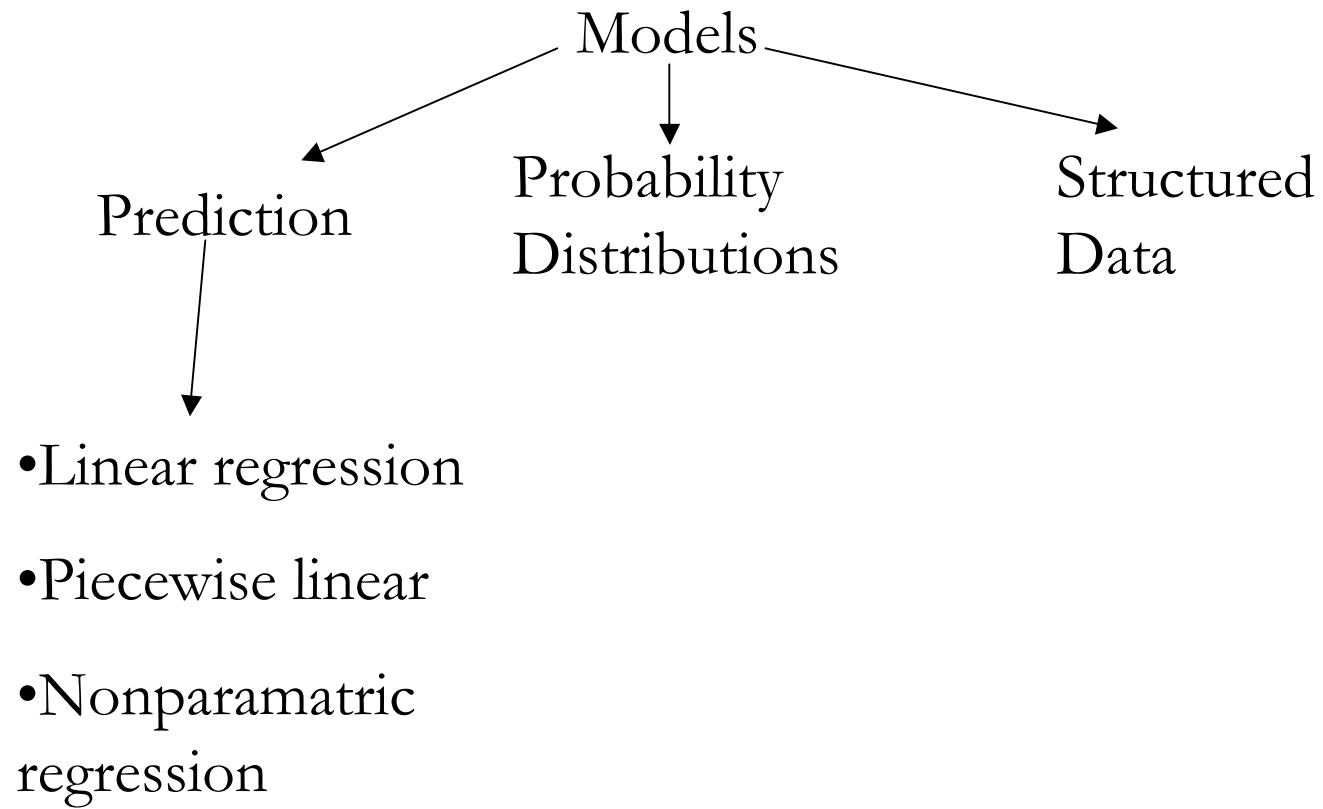 Models
Prediction
Probability
Distributions
Structured
Data
•Linear regression
•Piecewise linear
•Nonparamatric
regression